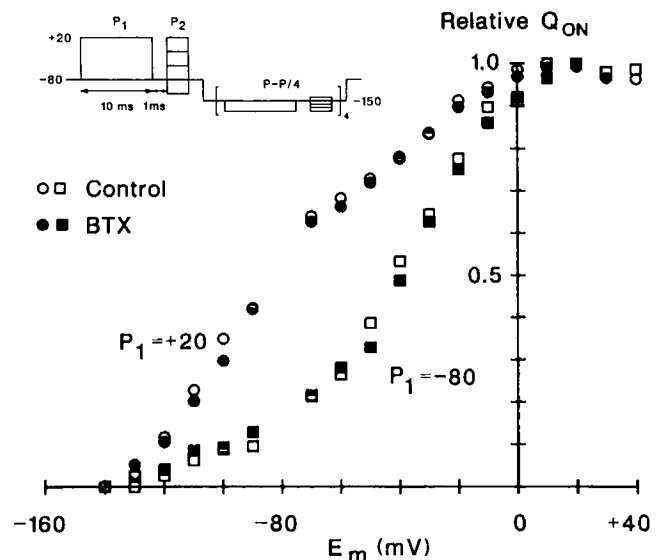 Relative Q_ON
P₁ P₂
+20
-80
10 ms 1ms
P-P/4
4
-150
○□ Control
●■ BTX
1.0
0.5
P₁=+20
P₁=-80
-160 -80 0 +40
E_m (mV)